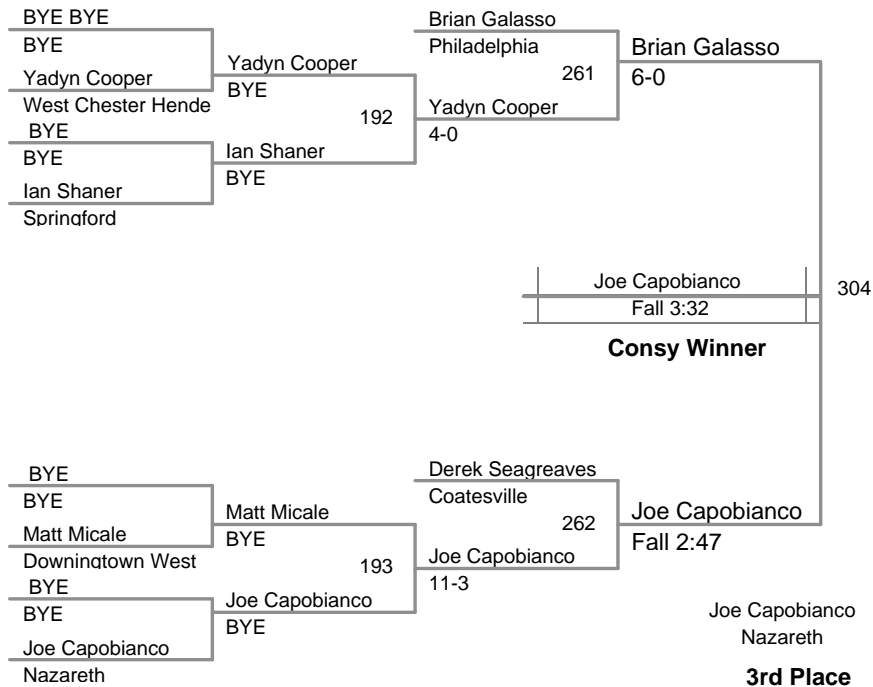 BYE BYE
BYE
Yadyn Cooper
West Chester Hende
BYE
BYE
Ian Shaner
Springford
Yadyn Cooper
BYE
192
Ian Shaner
BYE
Brian Galasso
Philadelphia
261
Yadyn Cooper
4-0
Brian Galasso
6-0
Joe Capobianco
Fall 3:32
304
Consy Winner
BYE
BYE
Matt Micale
Downingtown West
BYE
BYE
Joe Capobianco
Nazareth
Matt Micale
BYE
193
Joe Capobianco
BYE
Derek Seagreaves
Coatesville
262
Joe Capobianco
11-3
Joe Capobianco
Fall 2:47
Joe Capobianco
Nazareth
3rd Place